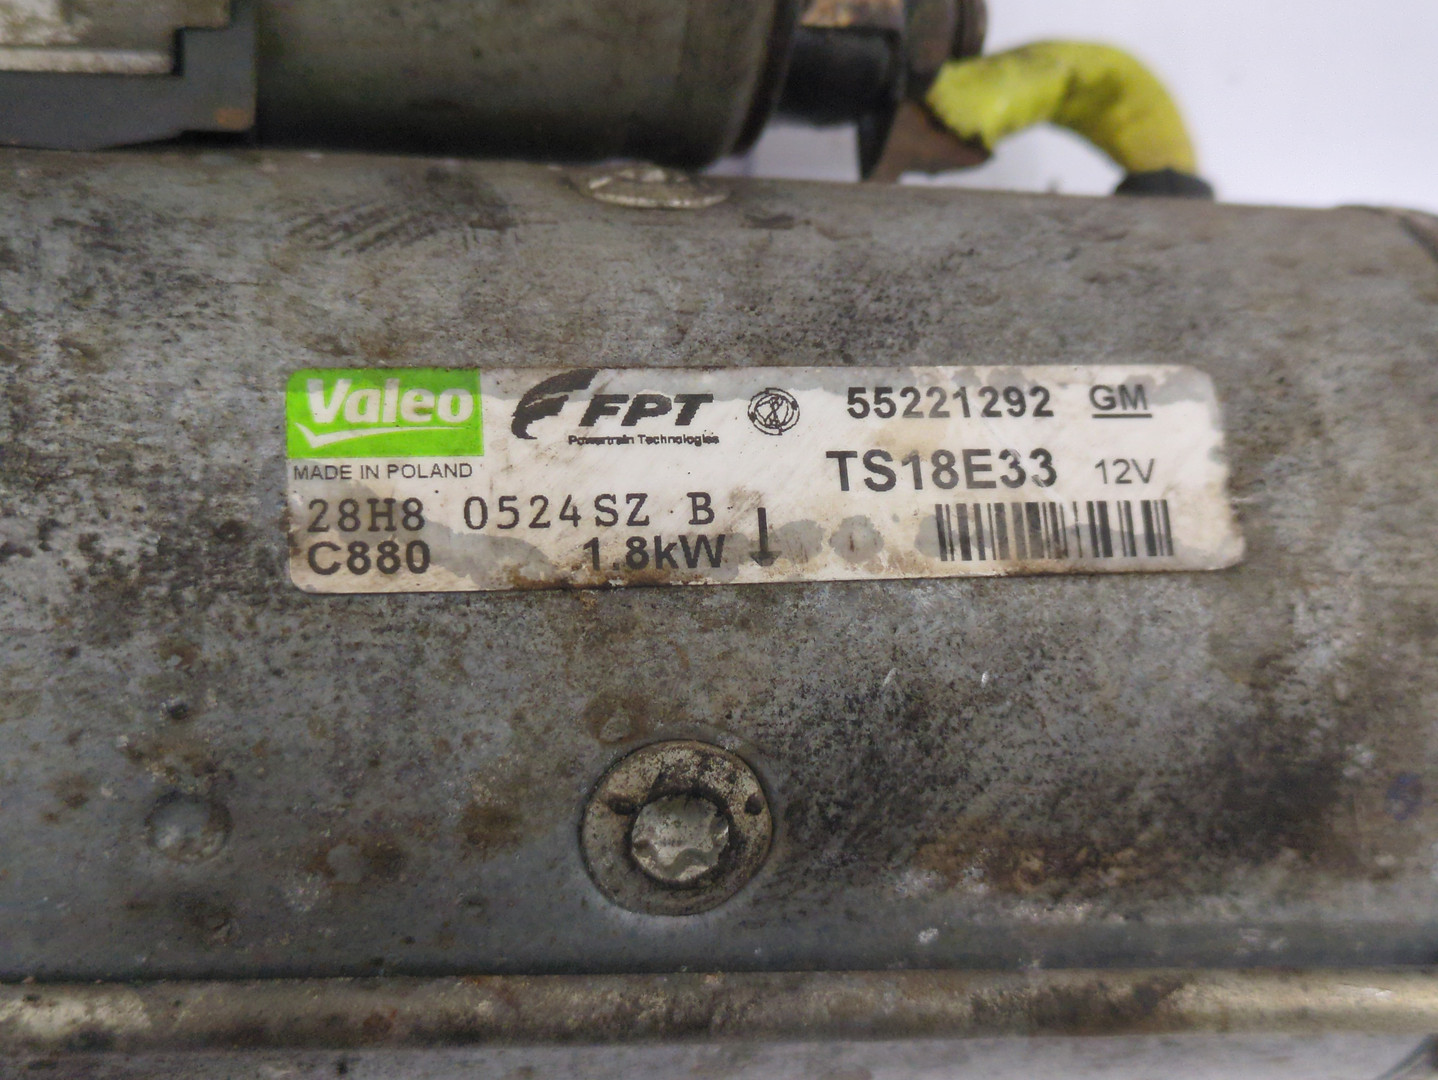 Valeo FPT 55221292 GM
Powertrain Technologies
MADE IN POLAND TS18E33 12V
28H8 0524SZ B
C880 1.8kW